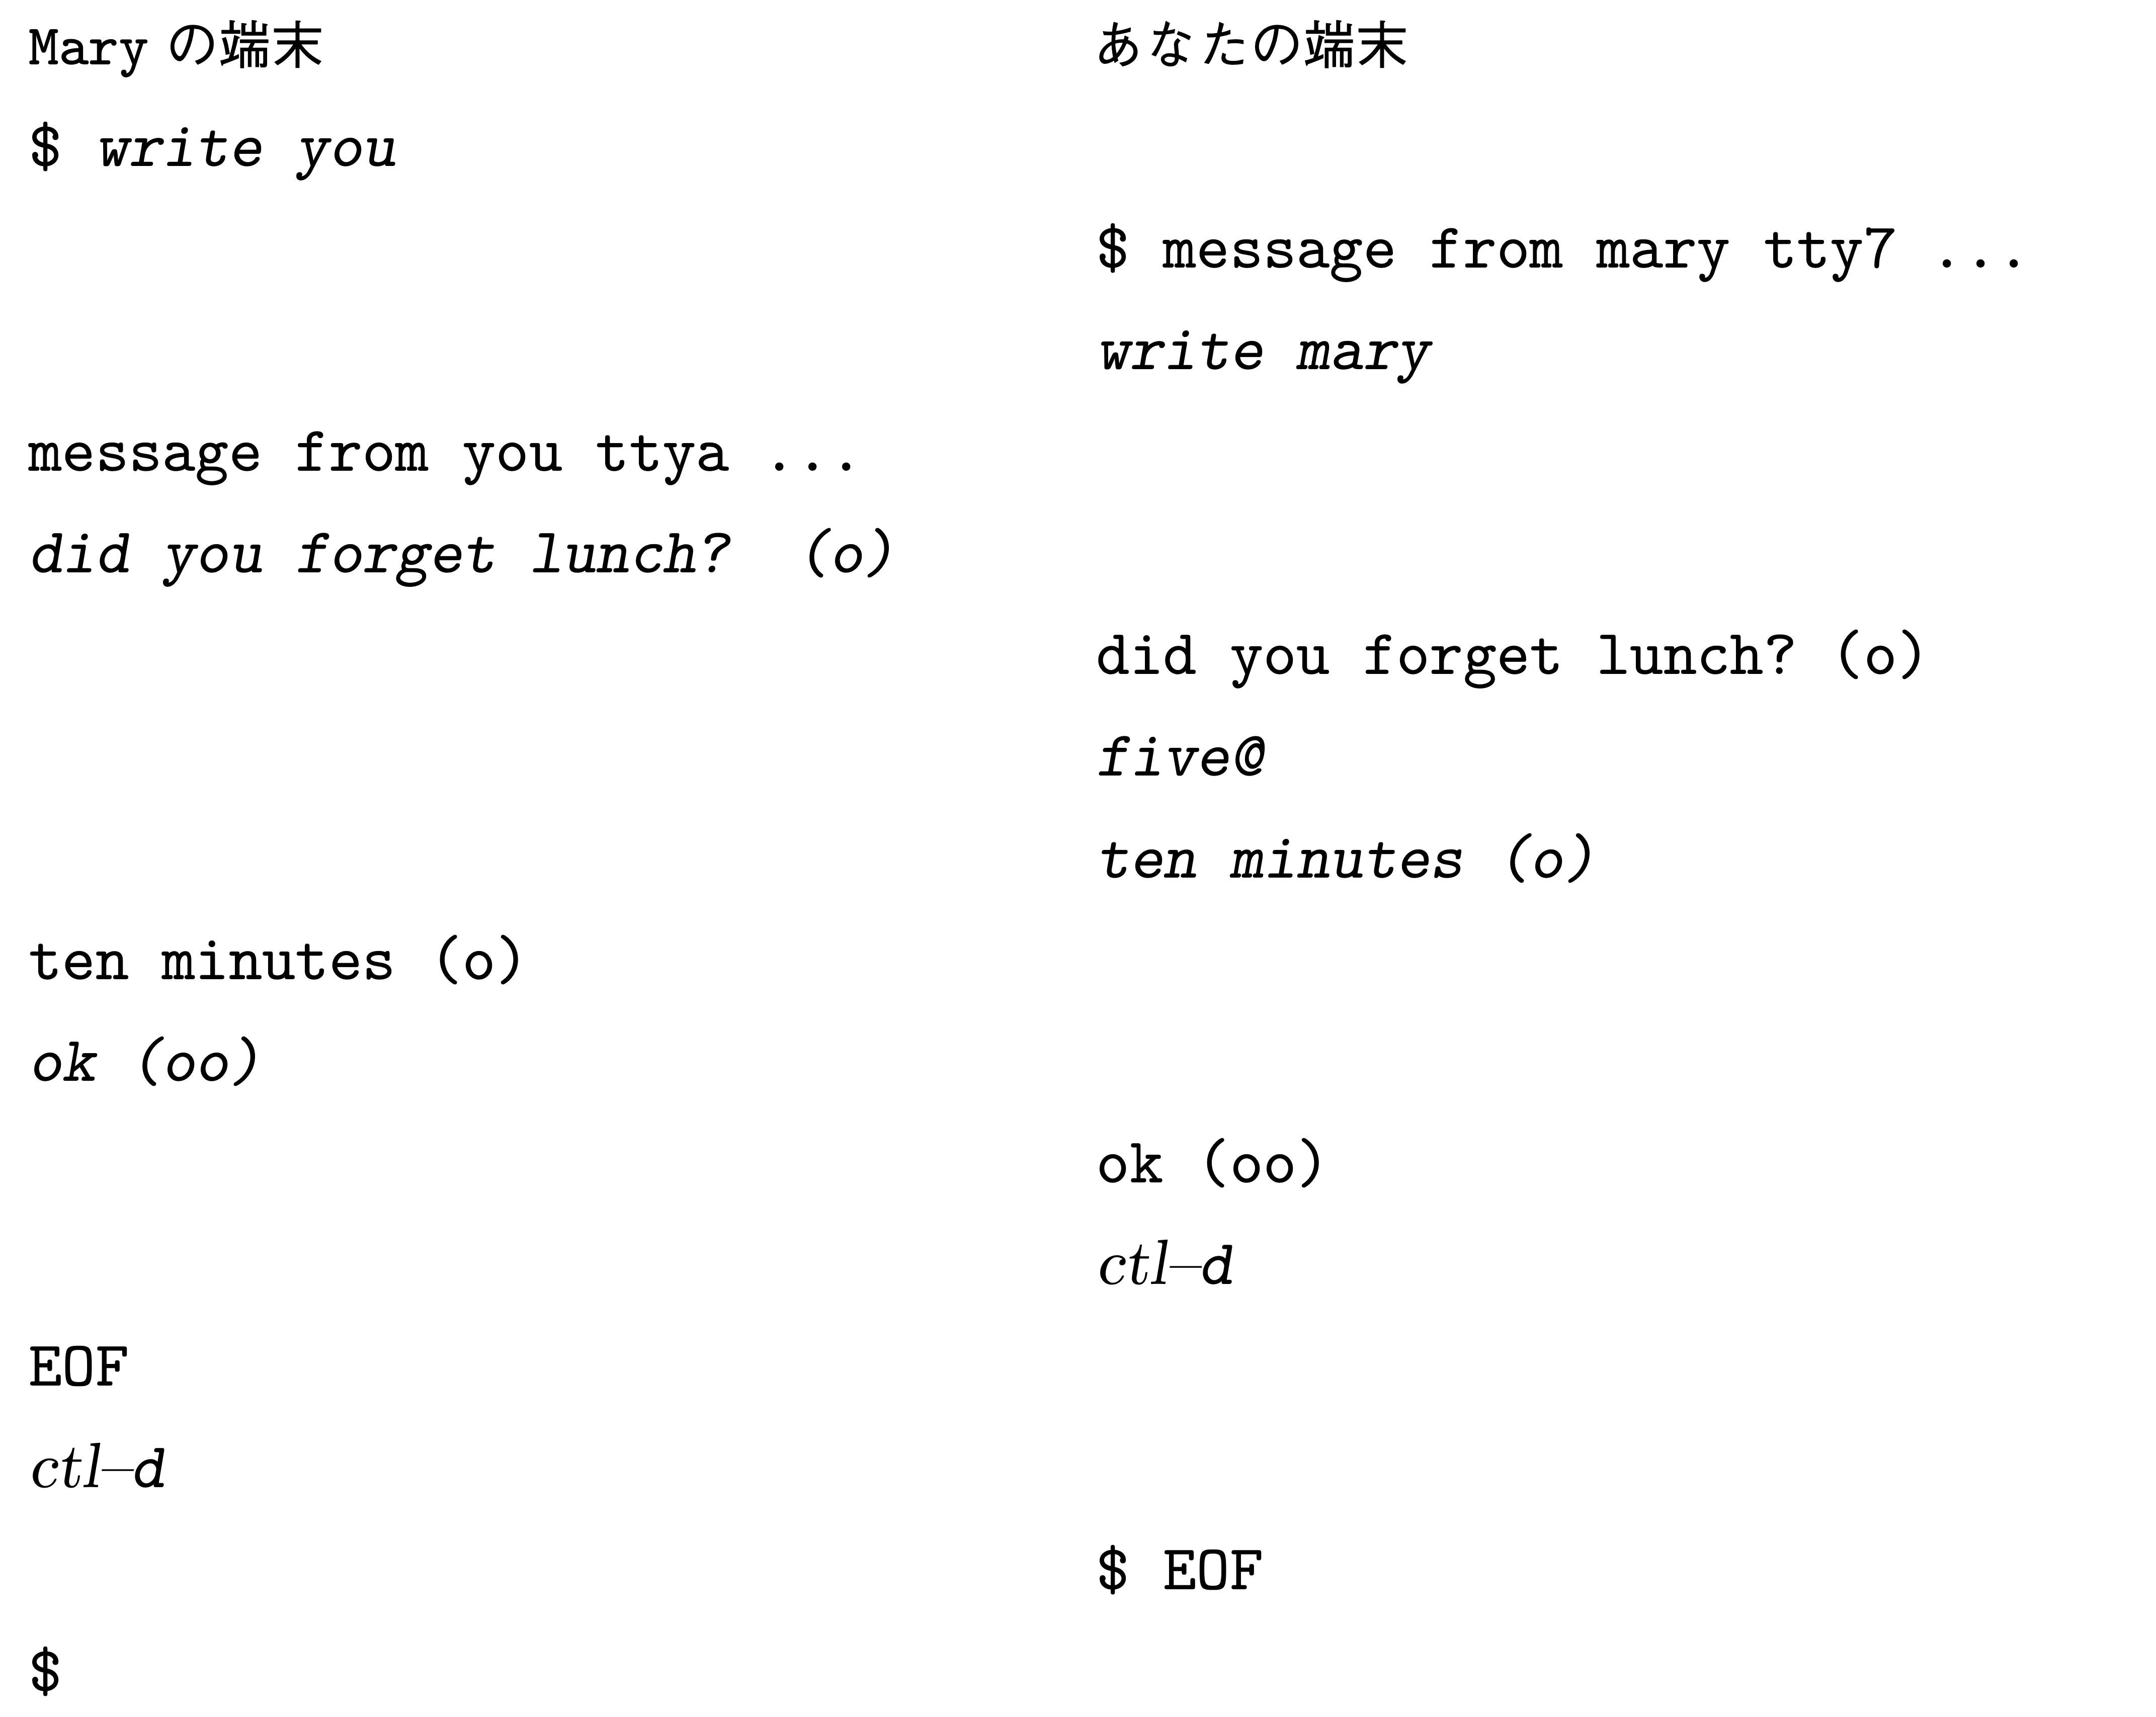 Mary の端末 あなたの端末
$ write you
$ message from mary tty7 ...
write mary
message from you ttya ...
did you forget lunch? (o)
did you forget lunch? (o)
five@
ten minutes (o)
ten minutes (o)
ok (oo)
ok (oo)
ctl–d
EOF
ctl–d
$ EOF
$